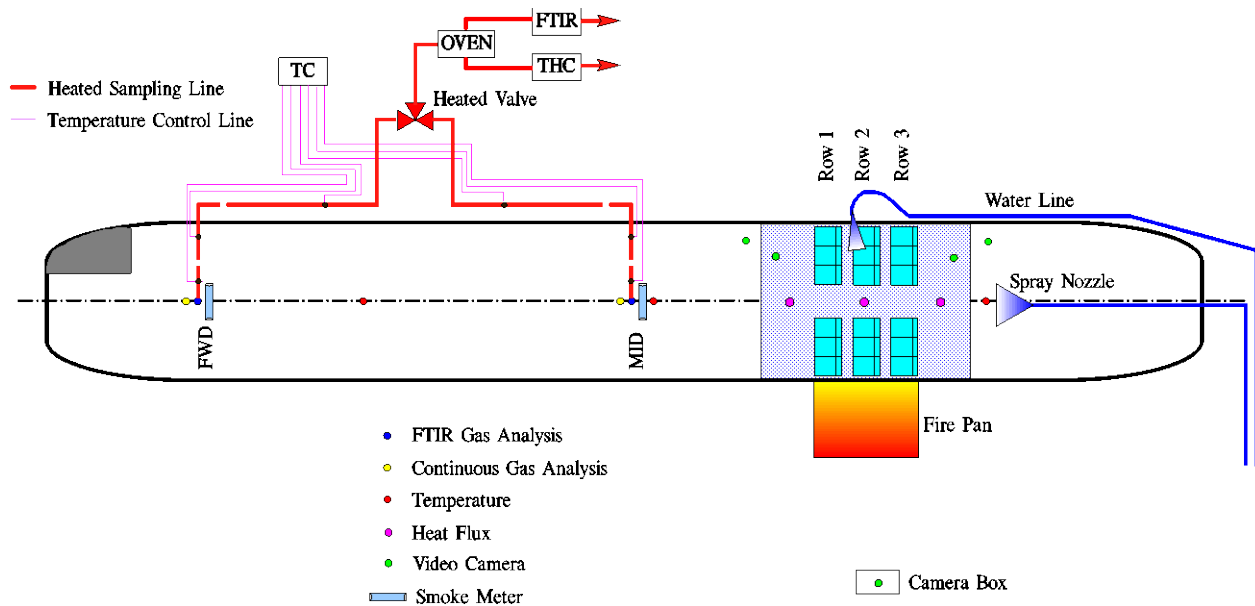 FTIR
OVEN
THC
TC
Heated Sampling Line
Heated Valve
Temperature Control Line
Row 1
Row 2
Row 3
Water Line
Spray Nozzle
FWD
MID
Fire Pan
FTIR Gas Analysis
Continuous Gas Analysis
Temperature
Heat Flux
Video Camera
Smoke Meter
Camera Box